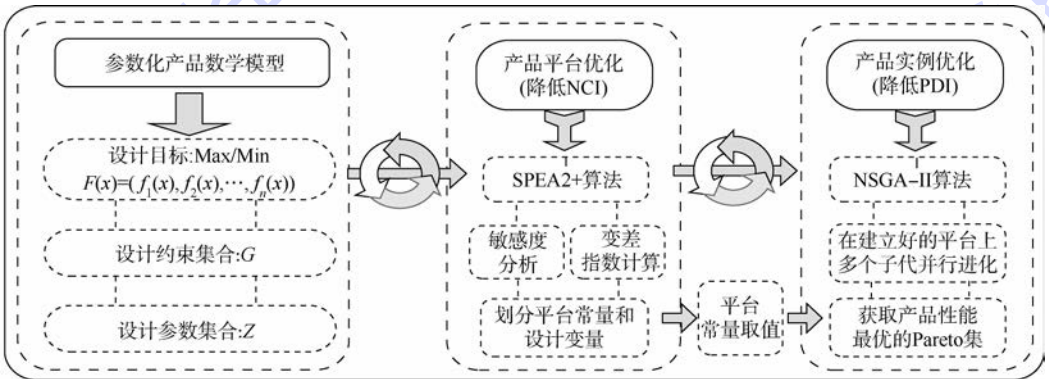 参数化产品数学模型
设计目标:Max/Min
F(x)=( f₁(x), f₂(x),⋯, fₙ(x))
设计约束集合:G
设计参数集合:Z
产品平台优化
(降低NCI)
SPEA2+算法
敏感度
分析
变差
指数计算
划分平台常量和
设计变量
平台
常量取值
产品实例优化
(降低PDI)
NSGA-II算法
在建立好的平台上
多个子代并行进化
获取产品性能
最优的Pareto集